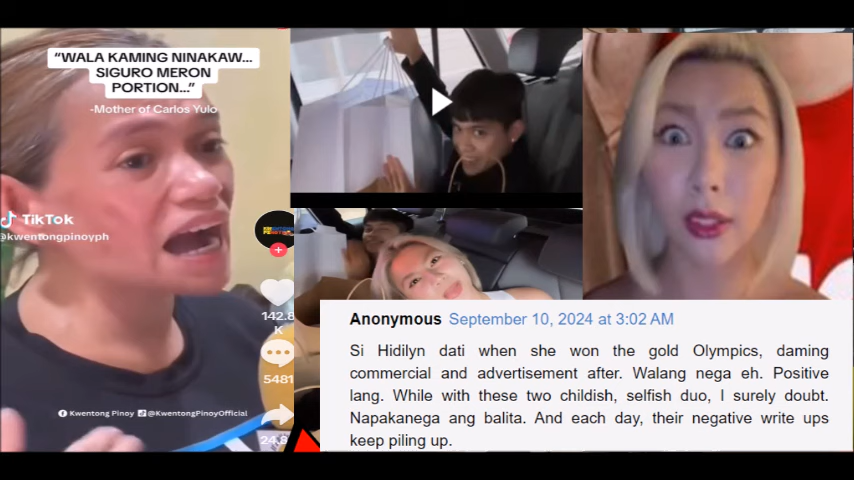 “WALA KAMING NINAKAW...
SIGURO MERON
PORTION...”
-Mother of Carlos Yulo
TikTok
@kwentongpinoyph
142.8
K
5481
24.8
Kwentong Pinoy @KwentongPinoyOfficial
Anonymous September 10, 2024 at 3:02 AM
Si Hidilyn dati when she won the gold Olympics, daming
commercial and advertisement after. Walang nega eh. Positive
lang. While with these two childish, selfish duo, I surely doubt.
Napakanega ang balita. And each day, their negative write ups
keep piling up.